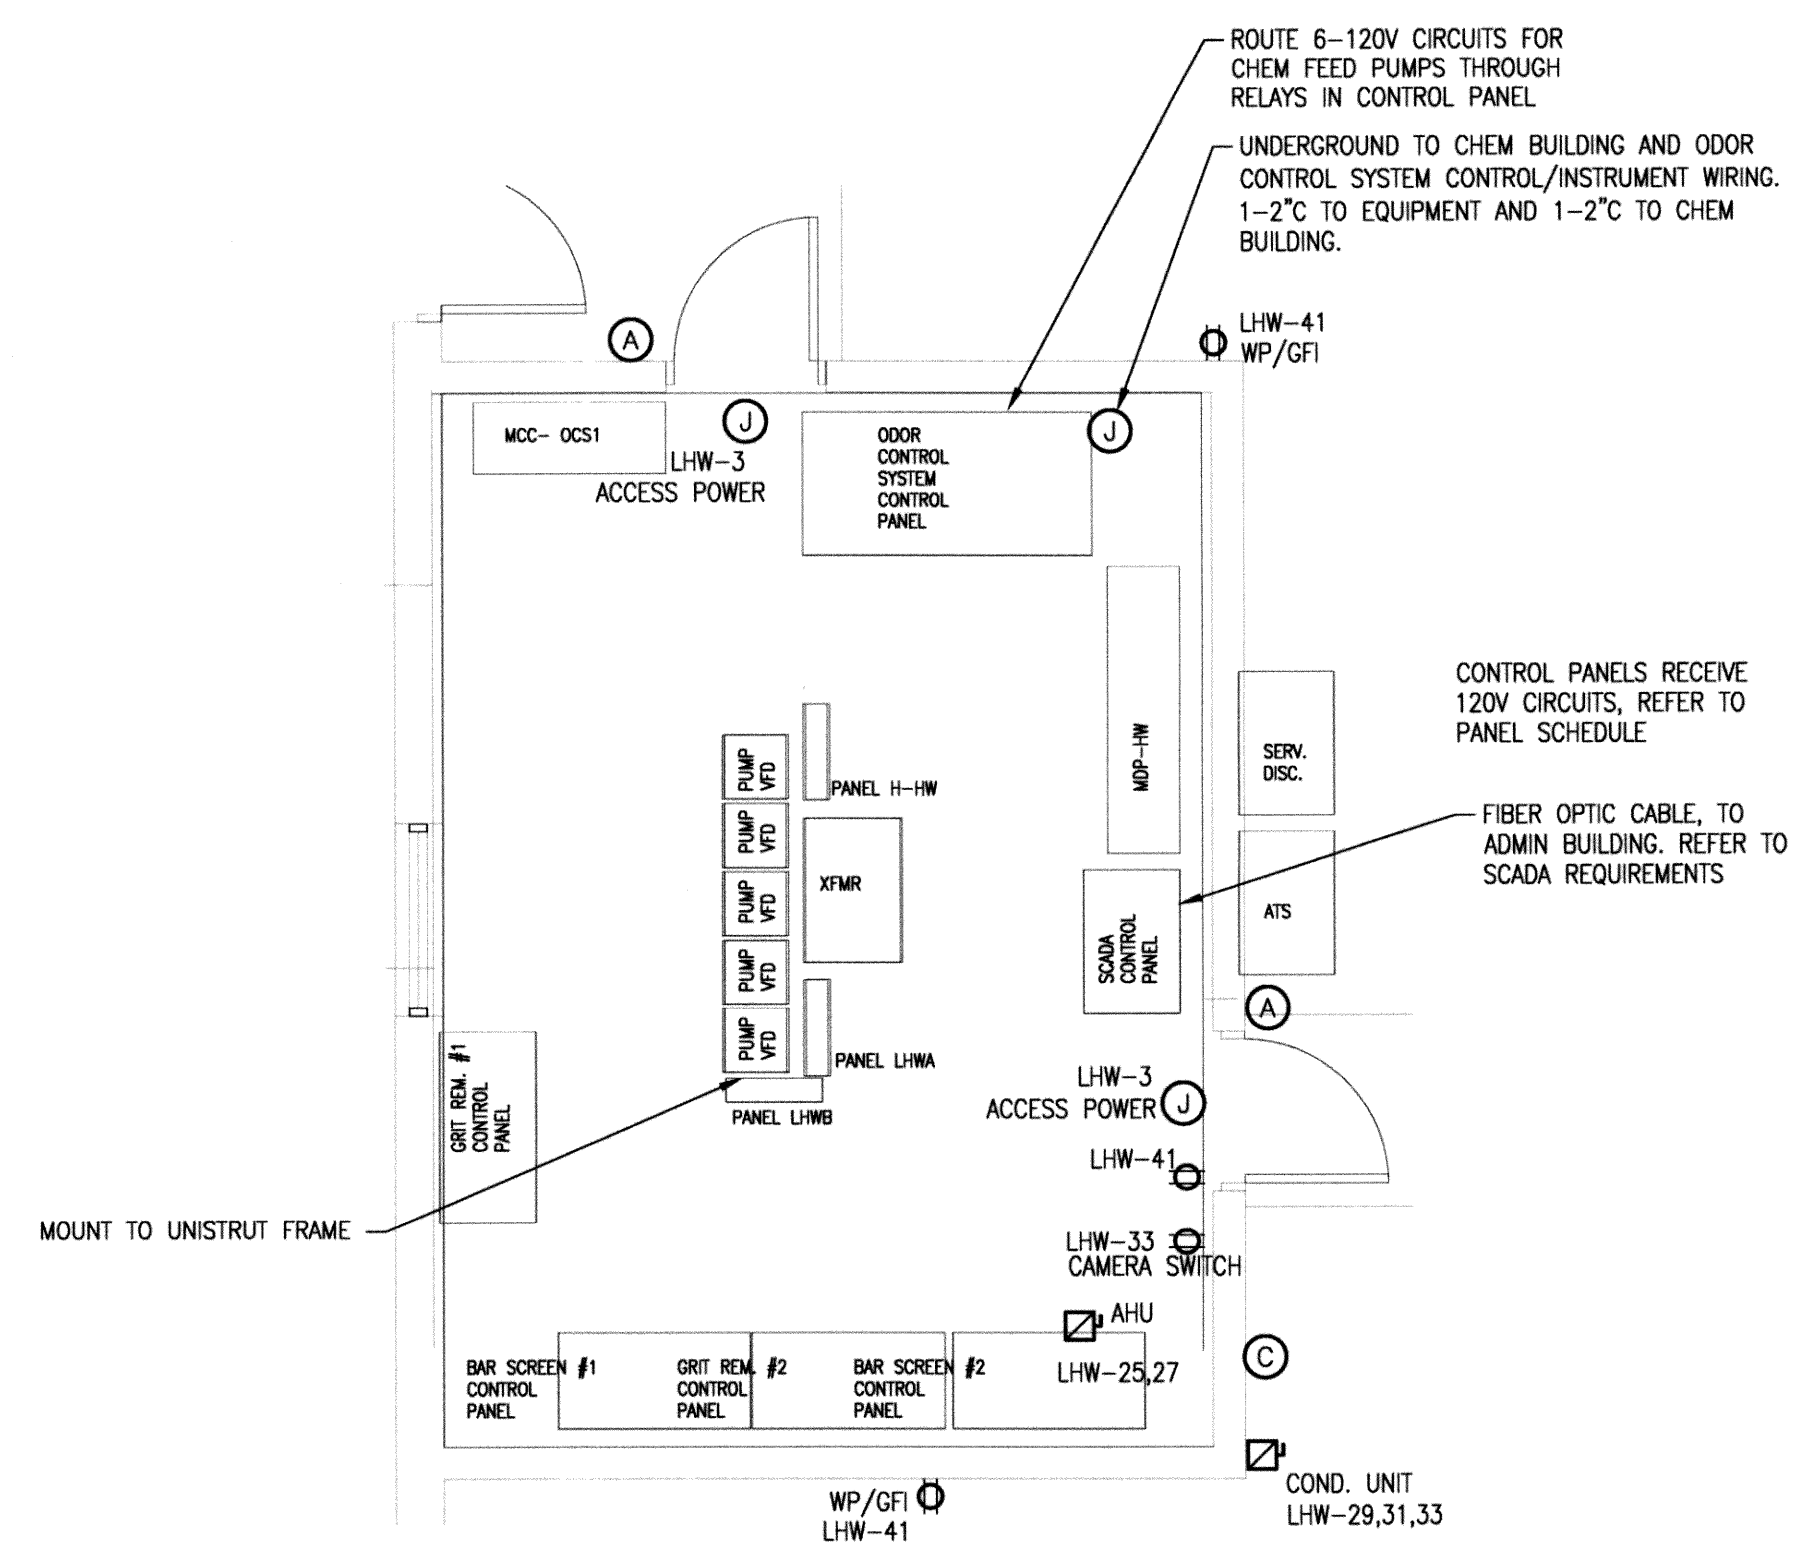 ROUTE 6-120V CIRCUITS FOR
CHEM FEED PUMPS THROUGH
RELAYS IN CONTROL PANEL
UNDERGROUND TO CHEM BUILDING AND ODOR
CONTROL SYSTEM CONTROL/INSTRUMENT WIRING.
1-2"C TO EQUIPMENT AND 1-2"C TO CHEM
BUILDING.
LHW-41
WP/GFI
A
MCC- OCS1
J
LHW-3
ACCESS POWER
ODOR
CONTROL
SYSTEM
CONTROL
PANEL
J
MDP-HW
SERV.
DISC.
CONTROL PANELS RECEIVE
120V CIRCUITS, REFER TO
PANEL SCHEDULE
PUMP
VFD
PUMP
VFD
PUMP
VFD
PUMP
VFD
PUMP
VFD
PANEL H-HW
XFMR
PANEL LHWA
PANEL LHWB
FIBER OPTIC CABLE, TO
ADMIN BUILDING. REFER TO
SCADA REQUIREMENTS
SCADA
CONTROL
PANEL
ATS
A
GRIT REM. #1
CONTROL
PANEL
LHW-3
ACCESS POWER
J
LHW-41
MOUNT TO UNISTRUT FRAME
LHW-33
CAMERA SWITCH
AHU
LHW-25,27
C
BAR SCREEN #1
CONTROL
PANEL
GRIT REM. #2
CONTROL
PANEL
BAR SCREEN #2
CONTROL
PANEL
COND. UNIT
LHW-29,31,33
WP/GFI
LHW-41